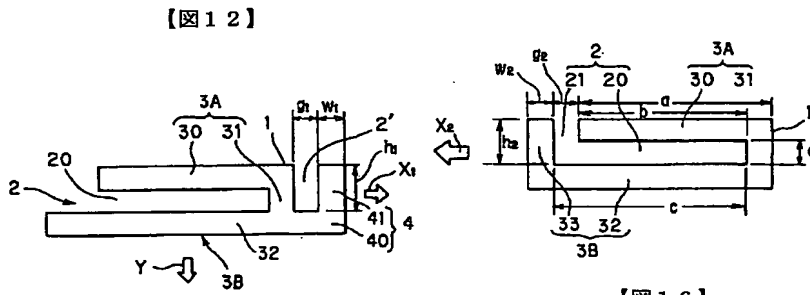 【図１２】
3A
30 31 1
g₁ w₁
2'
h₁
X₁
20
2
41
40
4
32
3B
Y
g₂
w₂
2
21 20
3A
30 31
a
b
1
X₂
h₂
c
33 32
3B
【図１６】